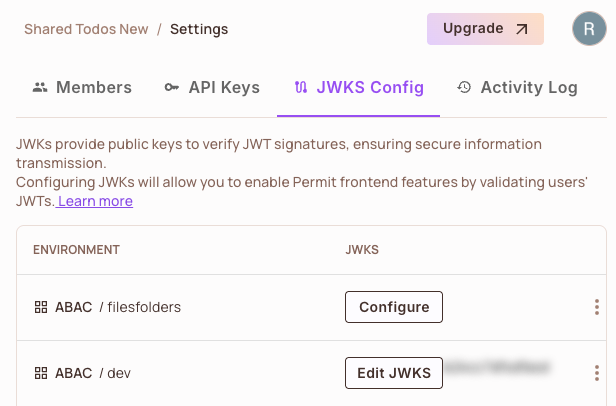 Shared Todos New / Settings
Upgrade
R
Members
API Keys
JWKS Config
Activity Log
JWKs provide public keys to verify JWT signatures, ensuring secure information
transmission.
Configuring JWKs will allow you to enable Permit frontend features by validating users'
JWTs. Learn more
ENVIRONMENT
JWKS
ABAC / filesfolders
Configure
ABAC / dev
Edit JWKS